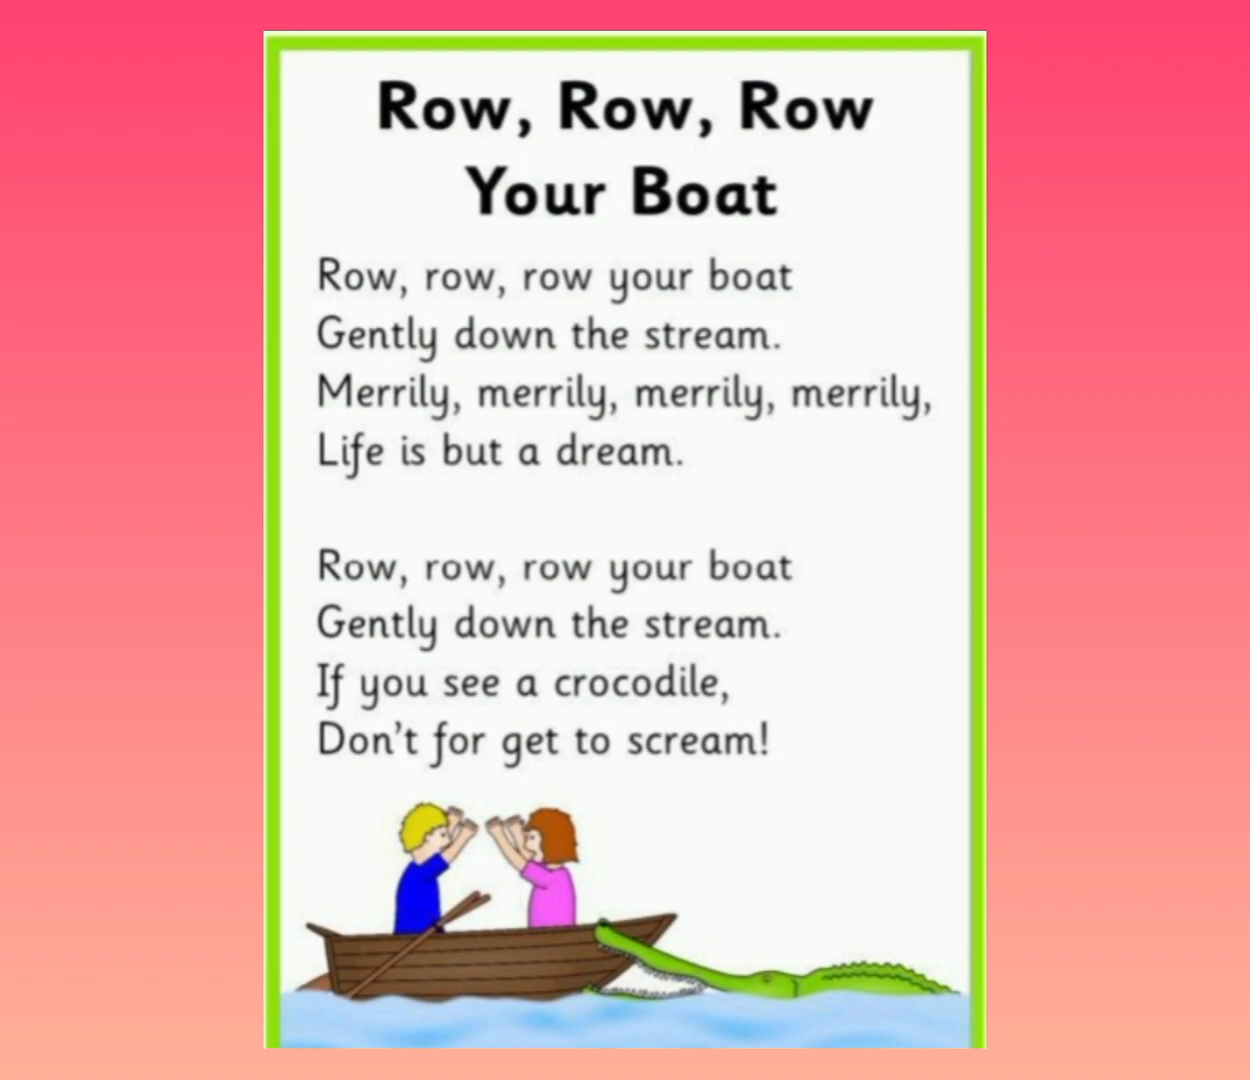 Row, Row, Row
Your Boat
Row, row, row your boat
Gently down the stream.
Merrily, merrily, merrily, merrily,
Life is but a dream.
Row, row, row your boat
Gently down the stream.
If you see a crocodile,
Don't for get to scream!